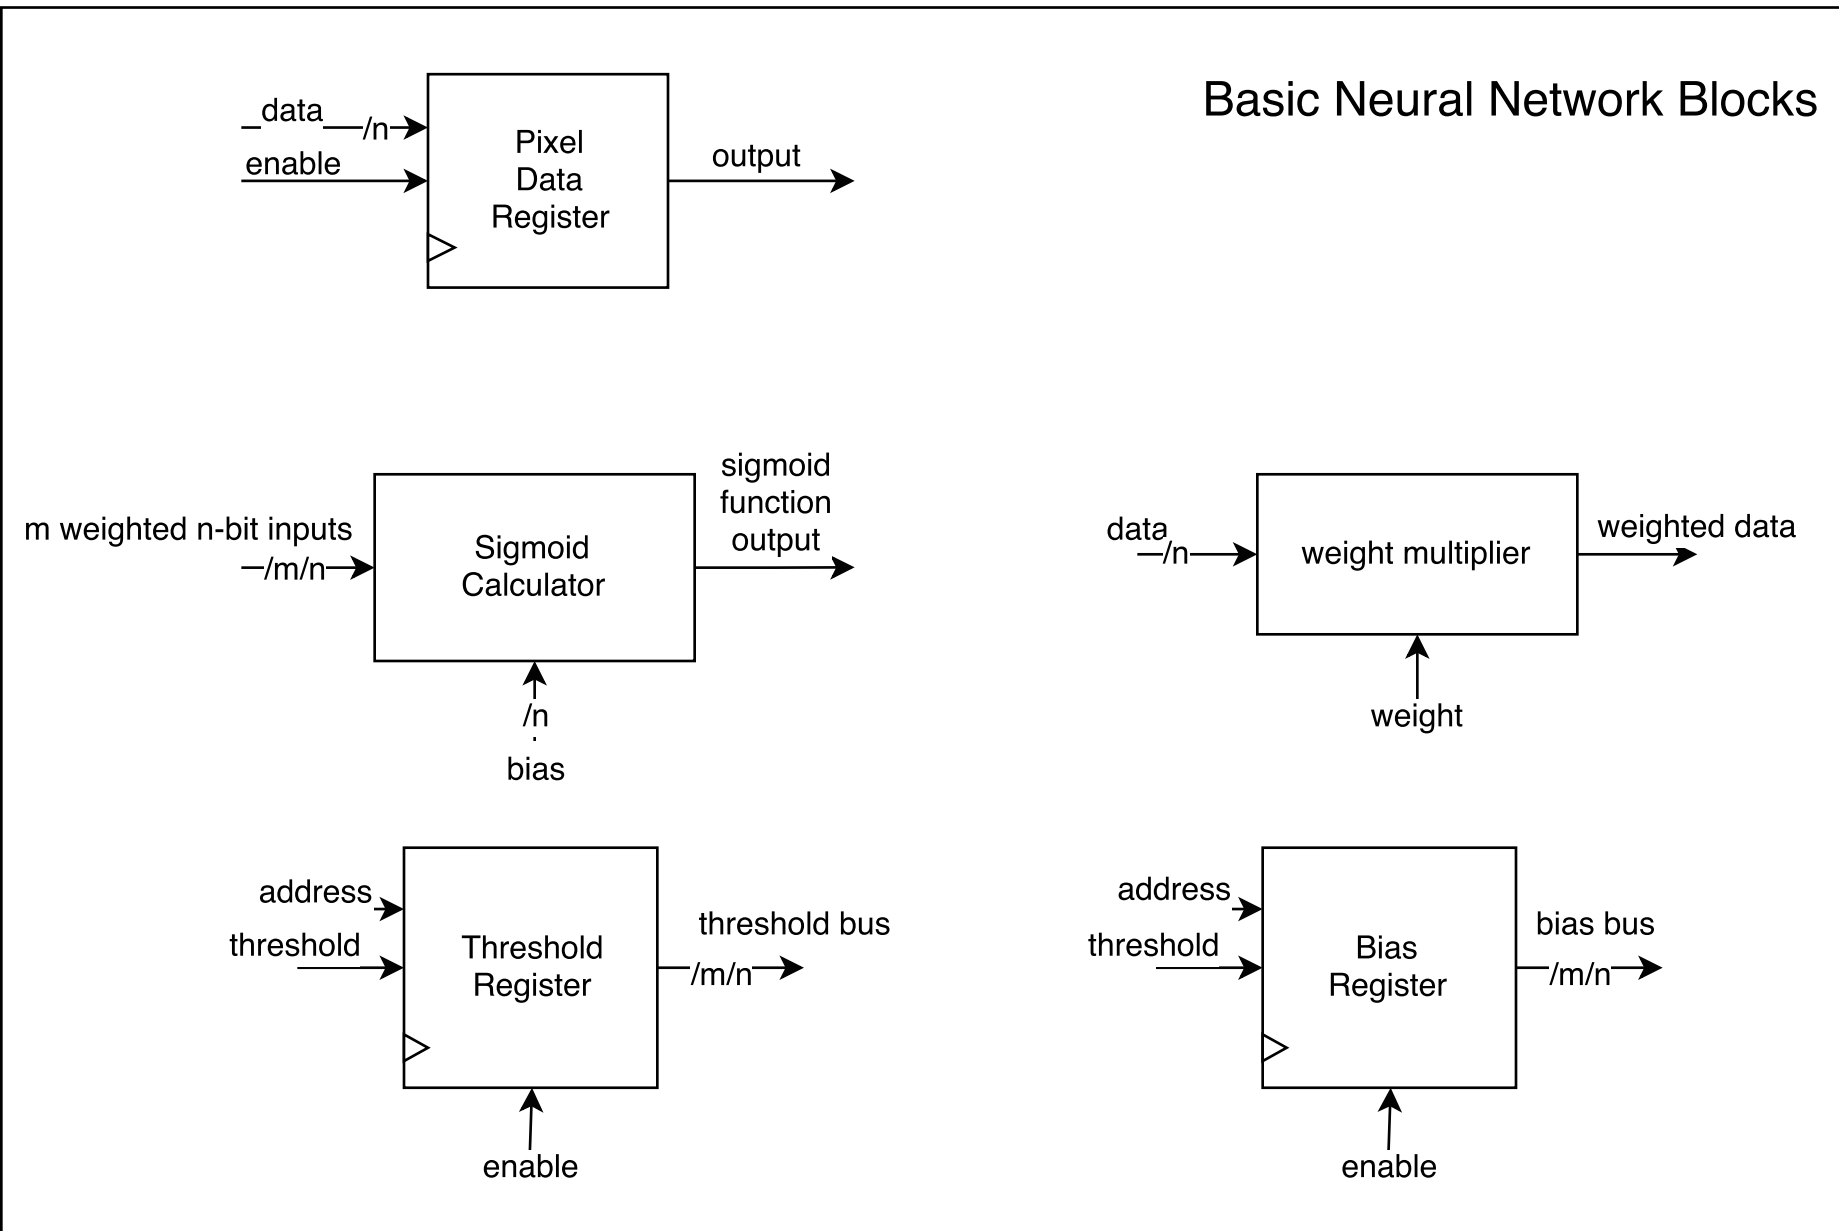 Basic Neural Network Blocks
data
/n
enable
Pixel
Data
Register
output
m weighted n-bit inputs
/m/n
Sigmoid
Calculator
sigmoid
function
output
/n
bias
data
/n
weight multiplier
weighted data
weight
address
threshold
Threshold
Register
threshold bus
/m/n
enable
address
threshold
Bias
Register
bias bus
/m/n
enable